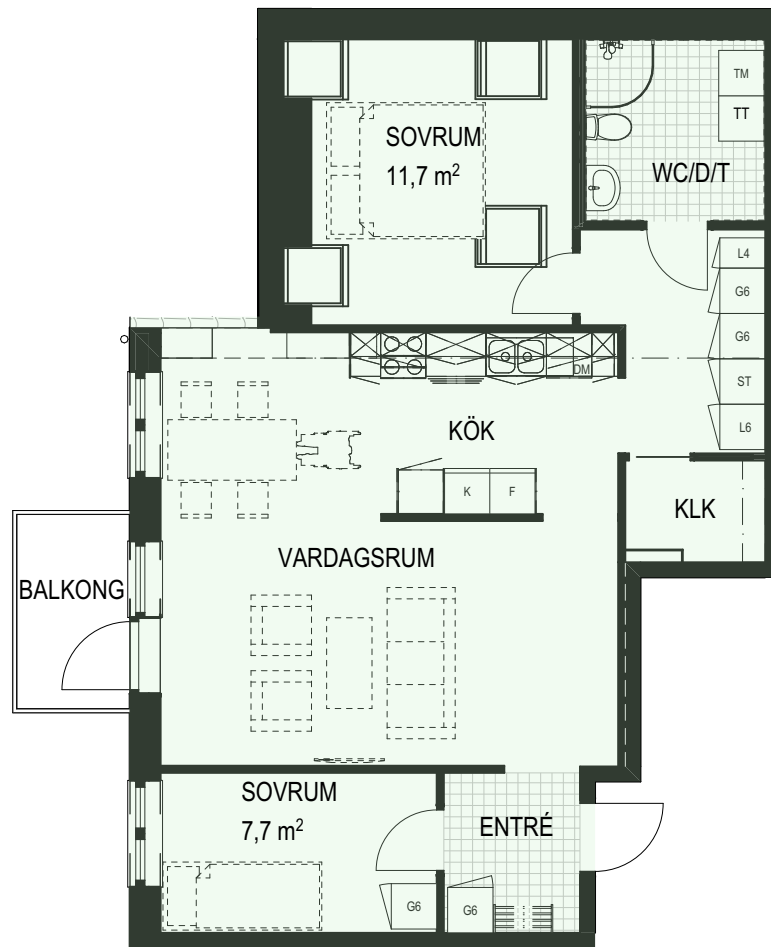 SOVRUM
11,7 m²
TM
TT
WC/D/T
L4
G6
G6
ST
L6
DM
KÖK
K
F
KLK
VARDAGSRUM
BALKONG
SOVRUM
7,7 m²
ENTRÉ
G6
G6